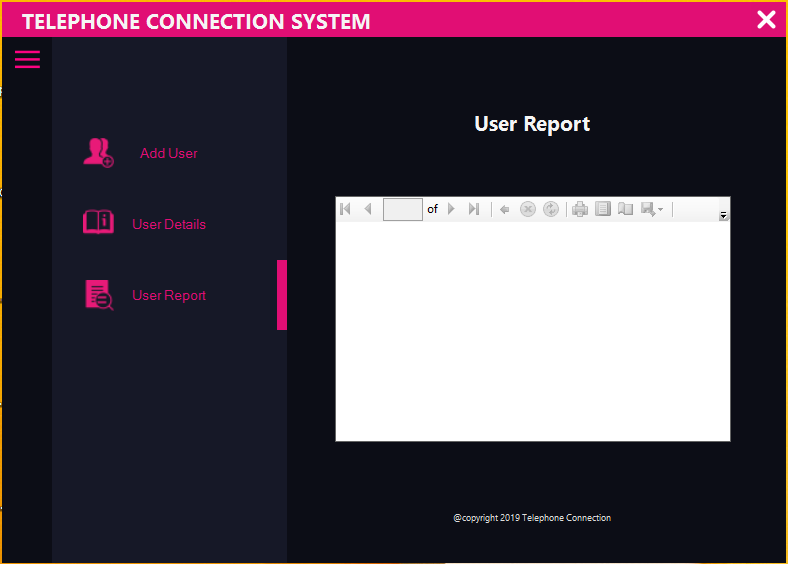 TELEPHONE CONNECTION SYSTEM
User Report
Add User
User Details
User Report
of
@copyright 2019 Telephone Connection